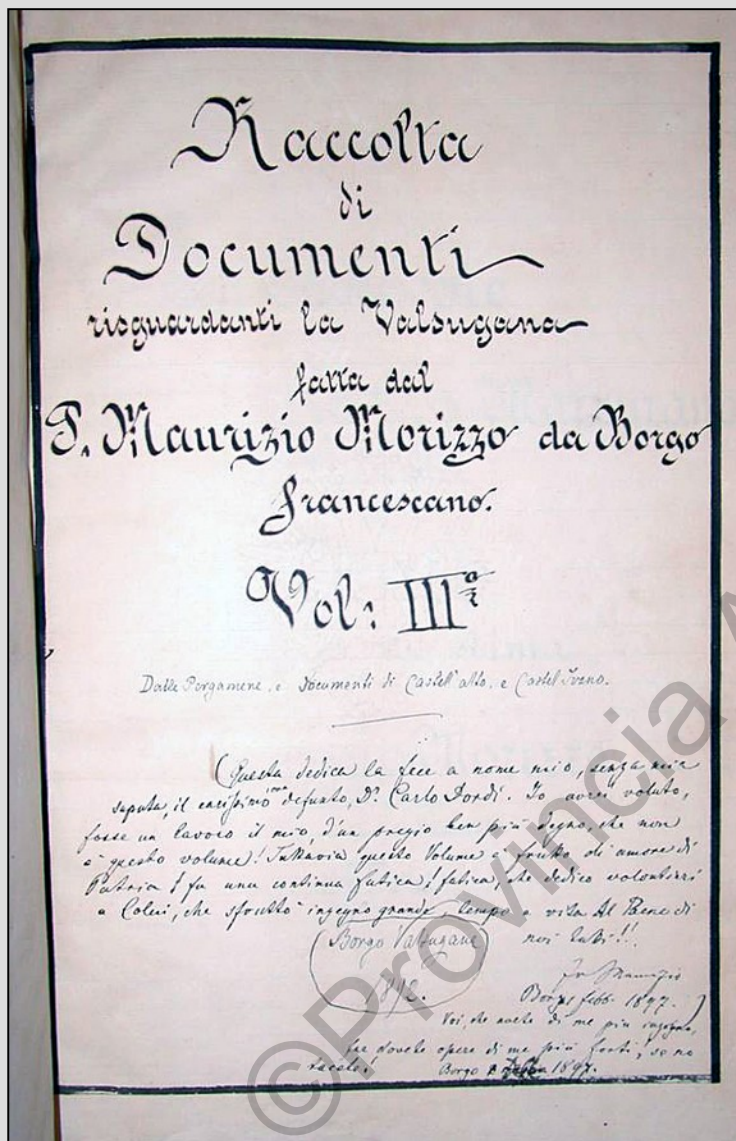 Raccolta
di
Documenti
risguardanti la Valsugana
fatta dal
P. Maurizio Morizzo da Borgo
francescano.
Vol: III°
Dalle Pergamene, e Documenti di Castell'alto, e Castel Ivano.
(Questa dedica la fece a nome mio, senza mia
saputa, il carissimo defunto, Dr. Carlo Dordi. Io avrei voluto,
fosse un lavoro il mio, d'un pregio ben più degno, che non
è questo volume! Tuttavia questo Volume è frutto di amore di
Patria! fu una continua fatica! fatica, che dedico volontieri
a Colui, che sfruttò ingegno grande, tempo e vita Al Bene di
noi tutti!!
Borgo Valsugana
1892.
Fr Maurizio
Borgo febb. 1897.)
Voi, che avete di me più ingegno,
fare dovete opere di me più forti! se no
tacete!
Borgo 1897.
©Provincia A